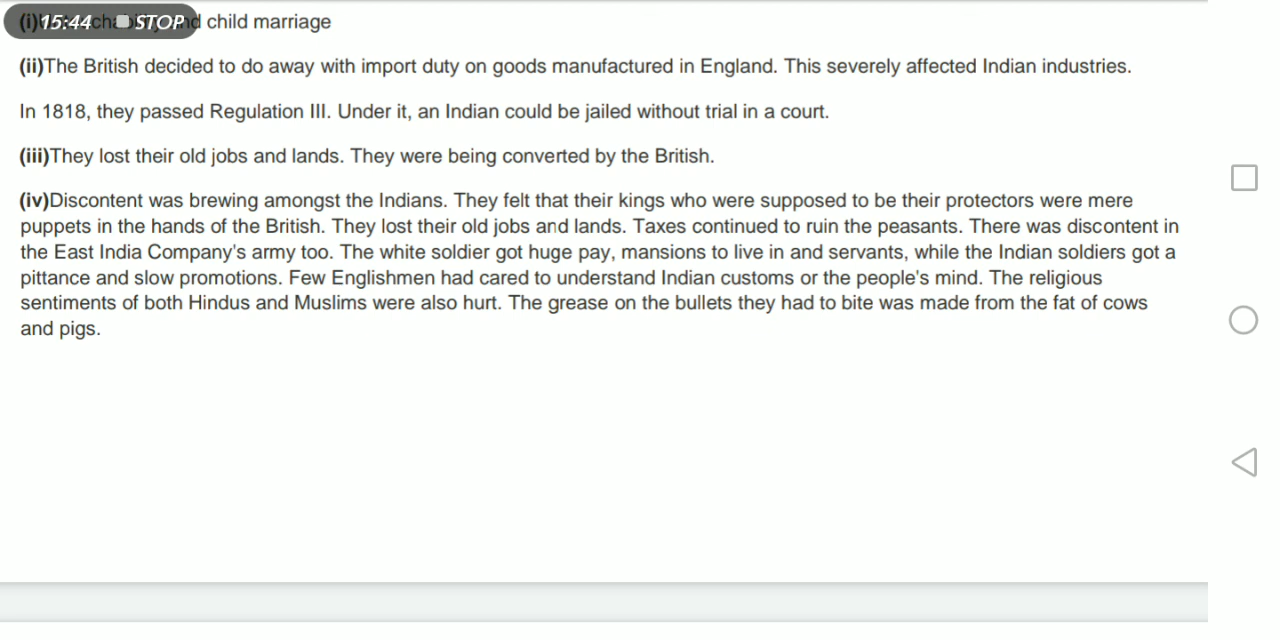 (i) child marriage
15:44 STOP
(ii)The British decided to do away with import duty on goods manufactured in England. This severely affected Indian industries.
In 1818, they passed Regulation III. Under it, an Indian could be jailed without trial in a court.
(iii)They lost their old jobs and lands. They were being converted by the British.
(iv)Discontent was brewing amongst the Indians. They felt that their kings who were supposed to be their protectors were mere
puppets in the hands of the British. They lost their old jobs and lands. Taxes continued to ruin the peasants. There was discontent in
the East India Company's army too. The white soldier got huge pay, mansions to live in and servants, while the Indian soldiers got a
pittance and slow promotions. Few Englishmen had cared to understand Indian customs or the people's mind. The religious
sentiments of both Hindus and Muslims were also hurt. The grease on the bullets they had to bite was made from the fat of cows
and pigs.